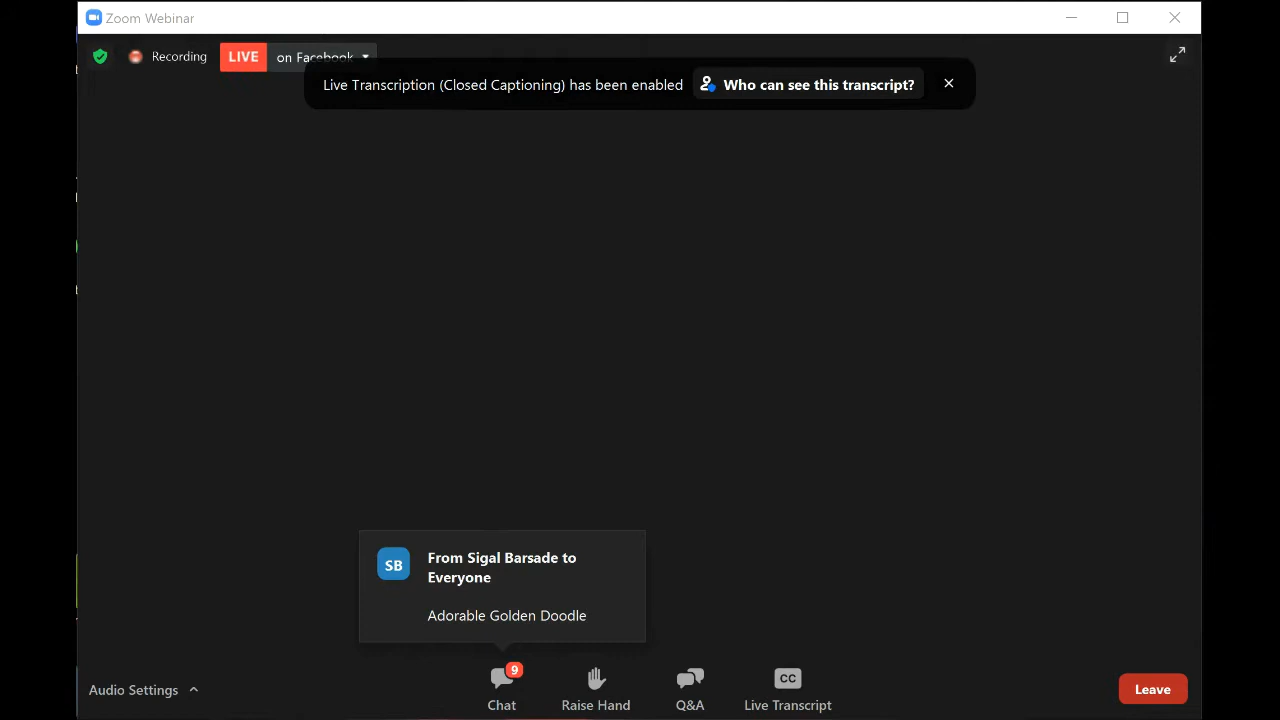 Zoom Webinar
Recording
LIVE
on Facebook
Live Transcription (Closed Captioning) has been enabled
Who can see this transcript?
SB
From Sigal Barsade to
Everyone
Adorable Golden Doodle
Audio Settings
9
Chat
Raise Hand
Q&A
CC
Live Transcript
Leave